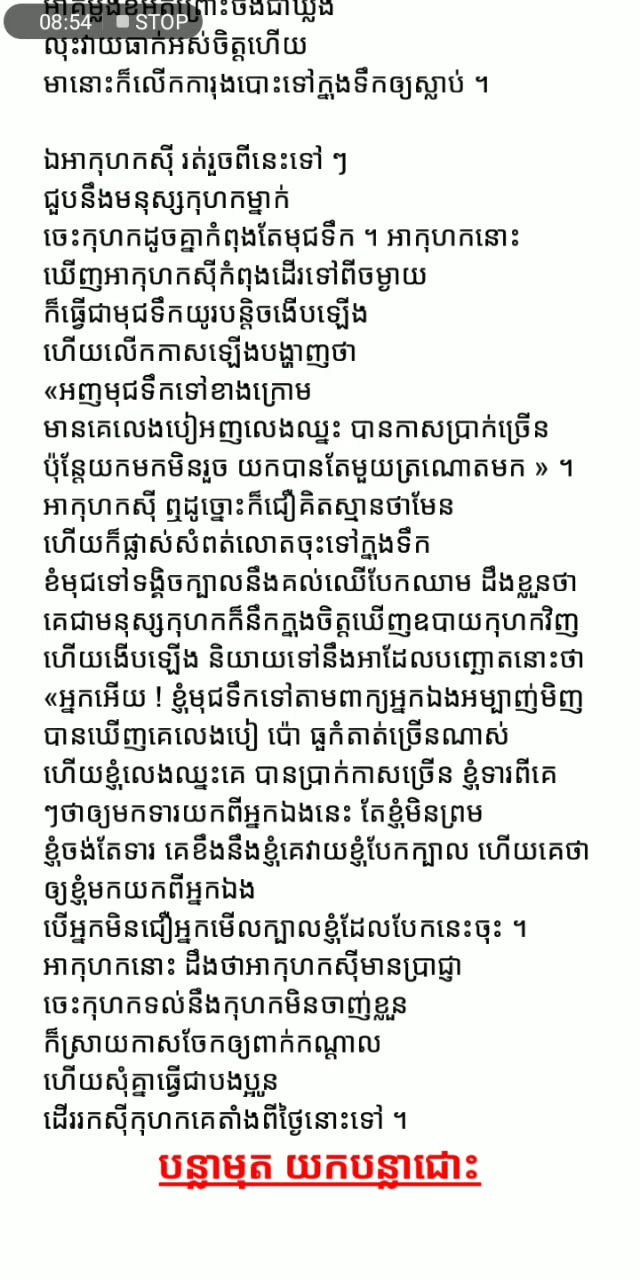 08:54 STOP
លុះវាយធាក់អស់ចិត្តហើយ
មានោះក៏លើកការុងបោះទៅក្នុងទឹកឲ្យស្លាប់ ។
ឯអាកុហកស៊ី រត់រួចពីនេះទៅ ៗ
ជួបនឹងមនុស្សកុហកម្នាក់
ចេះកុហកដូចគ្នាកំពុងតែមុជទឹក ។ អាកុហកនោះ
ឃើញអាកុហកស៊ីកំពុងដើរទៅពីចម្ងាយ
ក៏ធ្វើជាមុជទឹកយូរបន្តិចងើបឡើង
ហើយលើកកាសឡើងបង្ហាញថា
«អញមុជទឹកទៅខាងក្រោម
មានគេលេងបៀអញលេងឈ្នះ បានកាសប្រាក់ច្រើន
ប៉ុន្តែយកមកមិនរួច យកបានតែមួយត្រណោតមក » ។
អាកុហកស៊ី ឮដូច្នោះក៏ជឿគិតស្មានថាមែន
ហើយក៏ផ្លាស់សំពត់លោតចុះទៅក្នុងទឹក
ខំមុជទៅទង្គិចក្បាលនឹងគល់ឈើបែកឈាម ដឹងខ្លួនថា
គេជាមនុស្សកុហកក៏នឹកក្នុងចិត្តឃើញឧបាយកុហកវិញ
ហើយងើបឡើង និយាយទៅនឹងអាដែលបញ្ឆោតនោះថា
«អ្នកអើយ ! ខ្ញុំមុជទឹកទៅតាមពាក្យអ្នកឯងអម្បាញ់មិញ
បានឃើញគេលេងបៀ ប៉ោ ធួកំតាត់ច្រើនណាស់
ហើយខ្ញុំលេងឈ្នះគេ បានប្រាក់កាសច្រើន ខ្ញុំទារពីគេ
ៗថាឲ្យមកទារយកពីអ្នកឯងនេះ តែខ្ញុំមិនព្រម
ខ្ញុំចង់តែទារ គេខឹងនឹងខ្ញុំគេវាយខ្ញុំបែកក្បាល ហើយគេថា
ឲ្យខ្ញុំមកយកពីអ្នកឯង
បើអ្នកមិនជឿអ្នកមើលក្បាលខ្ញុំដែលបែកនេះចុះ ។
អាកុហកនោះ ដឹងថាអាកុហកស៊ីមានប្រាជ្ញា
ចេះកុហកទល់នឹងកុហកមិនចាញ់ខ្លួន
ក៏ស្រាយកាសចែកឲ្យពាក់កណ្ដាល
ហើយសុំគ្នាធ្វើជាបងប្អូន
ដើររកស៊ីកុហកគេតាំងពីថ្ងៃនោះទៅ ។
បន្លាមុត យកបន្លាជោះ